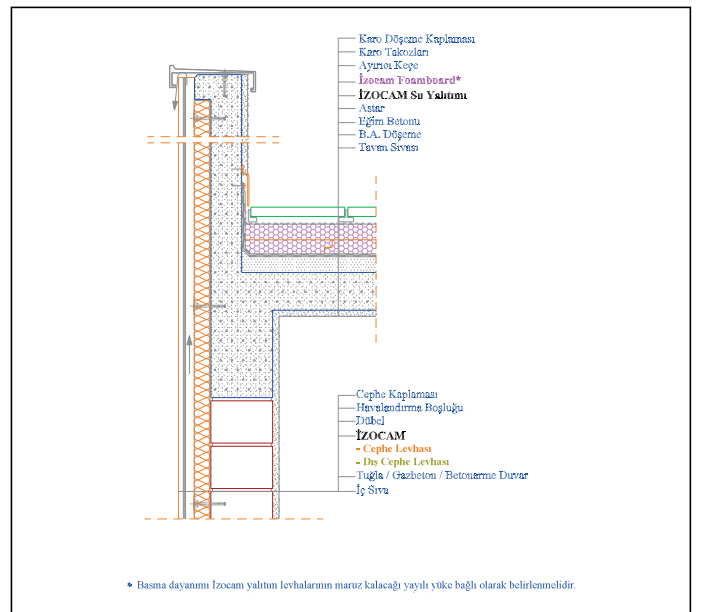 Karo Döşeme Kaplaması
Karo Takozları
Ayırıcı Keçe
İzocam Foamboard*
İZOCAM Su Yalıtımı
Astar
Eğim Betonu
B.A. Döşeme
Tavan Sıvası
Cephe Kaplaması
Havalandırma Boşluğu
Dübel
İZOCAM
- Cephe Levhası
- Dış Cephe Levhası
Tuğla / Gazbeton / Betonarme Duvar
İç Sıva
* Basma dayanımı İzocam yalıtım levhalarının maruz kalacağı yayılı yüke bağlı olarak belirlenmelidir.